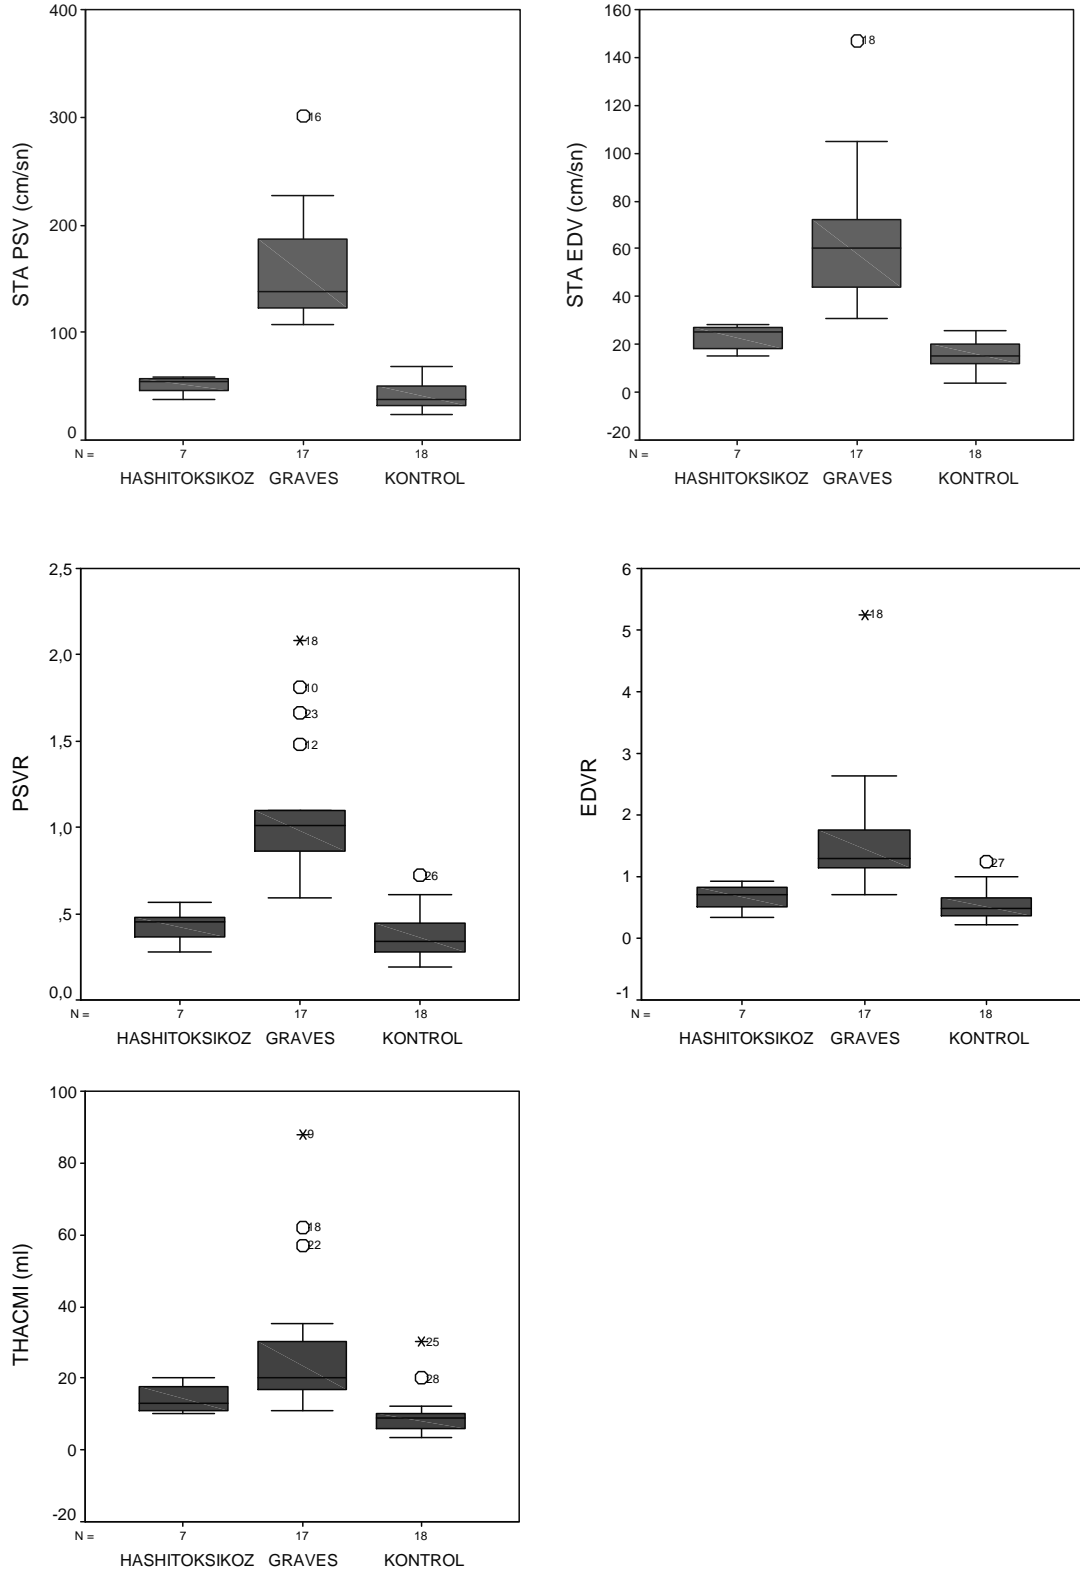 400
300
200
100
0
STA PSV (cm/sn)
16
N =
7
17
18
HASHITOKSIKOZ
GRAVES
KONTROL
160
140
120
100
80
60
40
20
0
-20
STA EDV (cm/sn)
18
N =
7
17
18
HASHITOKSIKOZ
GRAVES
KONTROL
2,5
2,0
1,5
1,0
,5
0,0
PSVR
18
10
23
12
26
N =
7
17
18
HASHITOKSIKOZ
GRAVES
KONTROL
6
5
4
3
2
1
0
-1
EDVR
18
27
N =
7
17
18
HASHITOKSIKOZ
GRAVES
KONTROL
100
80
60
40
20
0
-20
THACMI (ml)
9
18
22
25
28
N =
7
17
18
HASHITOKSIKOZ
GRAVES
KONTROL